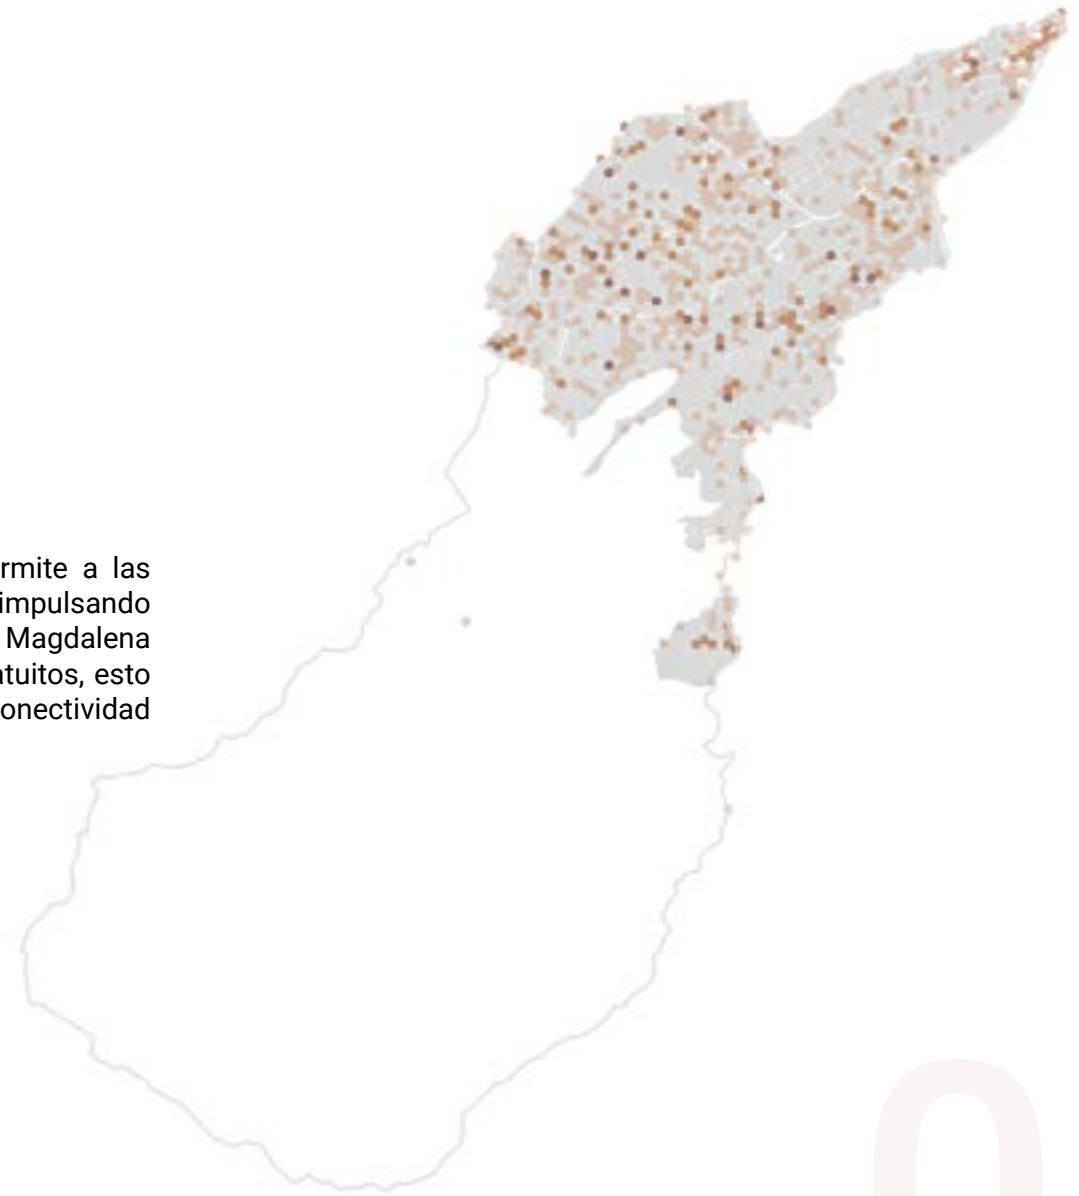 rmite a las
impulsando
Magdalena
atuitos, esto
onectividad